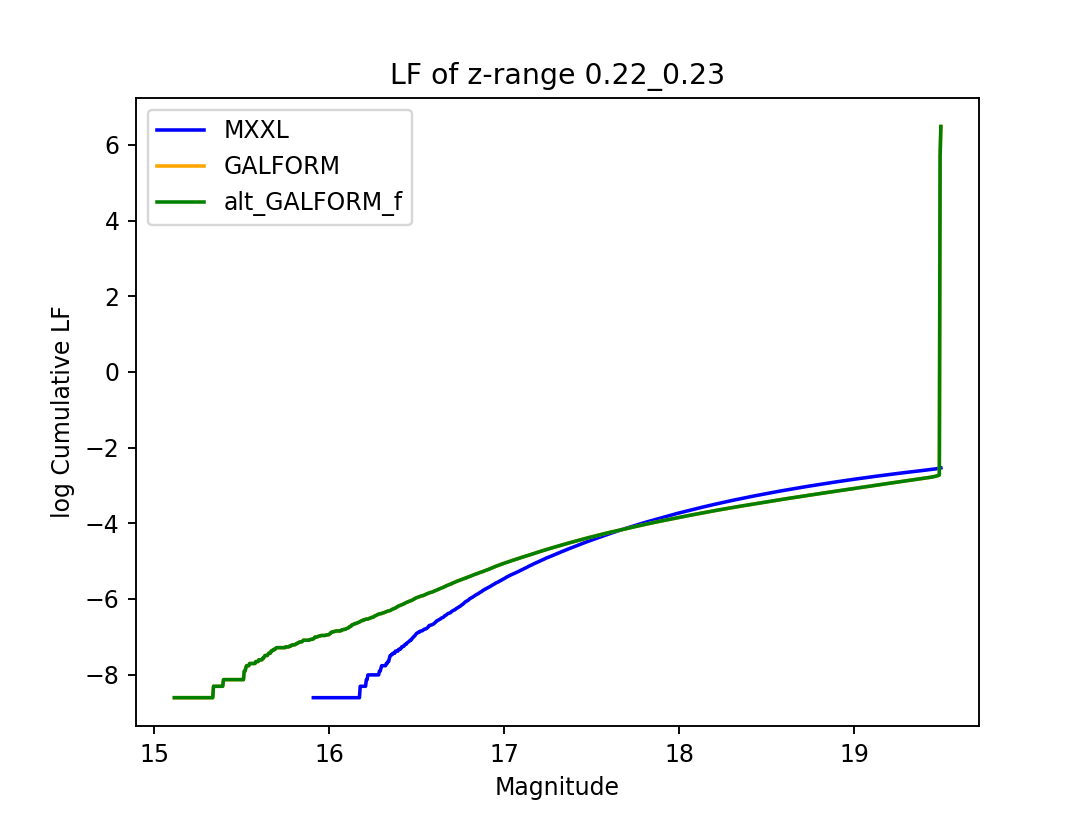 LF of z-range 0.22_0.23
MXXL
GALFORM
alt_GALFORM_f
6
4
2
0
−2
−4
−6
−8
log Cumulative LF
15 16 17 18 19
Magnitude